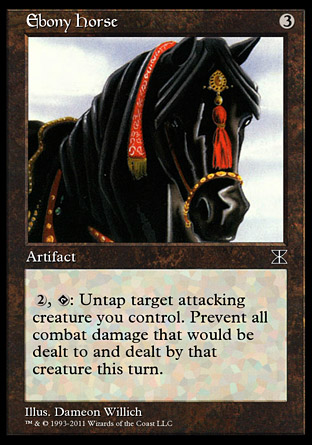 Ebony Horse 3
Artifact
2, : Untap target attacking
creature you control. Prevent all
combat damage that would be
dealt to and dealt by that
creature this turn.
Illus. Dameon Willich
™ & © 1993-2011 Wizards of the Coast LLC